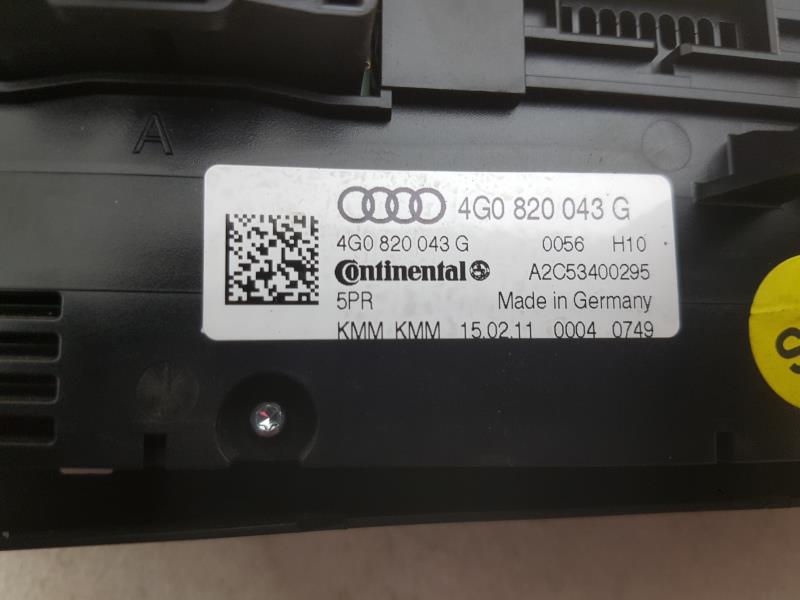 A
4G0 820 043 G
4G0 820 043 G 0056 H10
Continental A2C53400295
5PR Made in Germany
KMM KMM 15.02.11 0004 0749